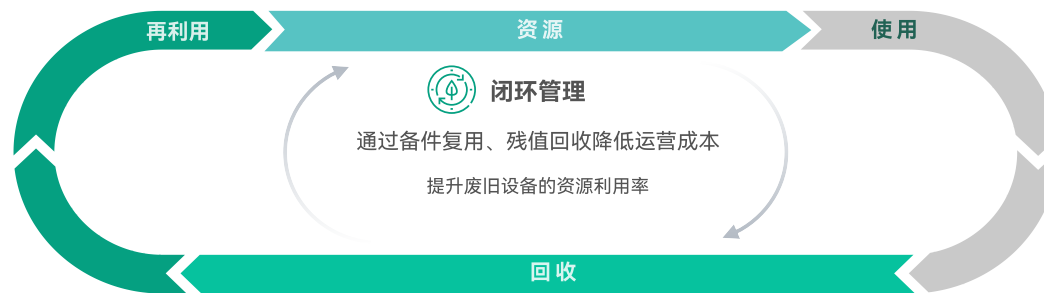 再利用
资源
使用
闭环管理
通过备件复用、残值回收降低运营成本
提升废旧设备的资源利用率
回收